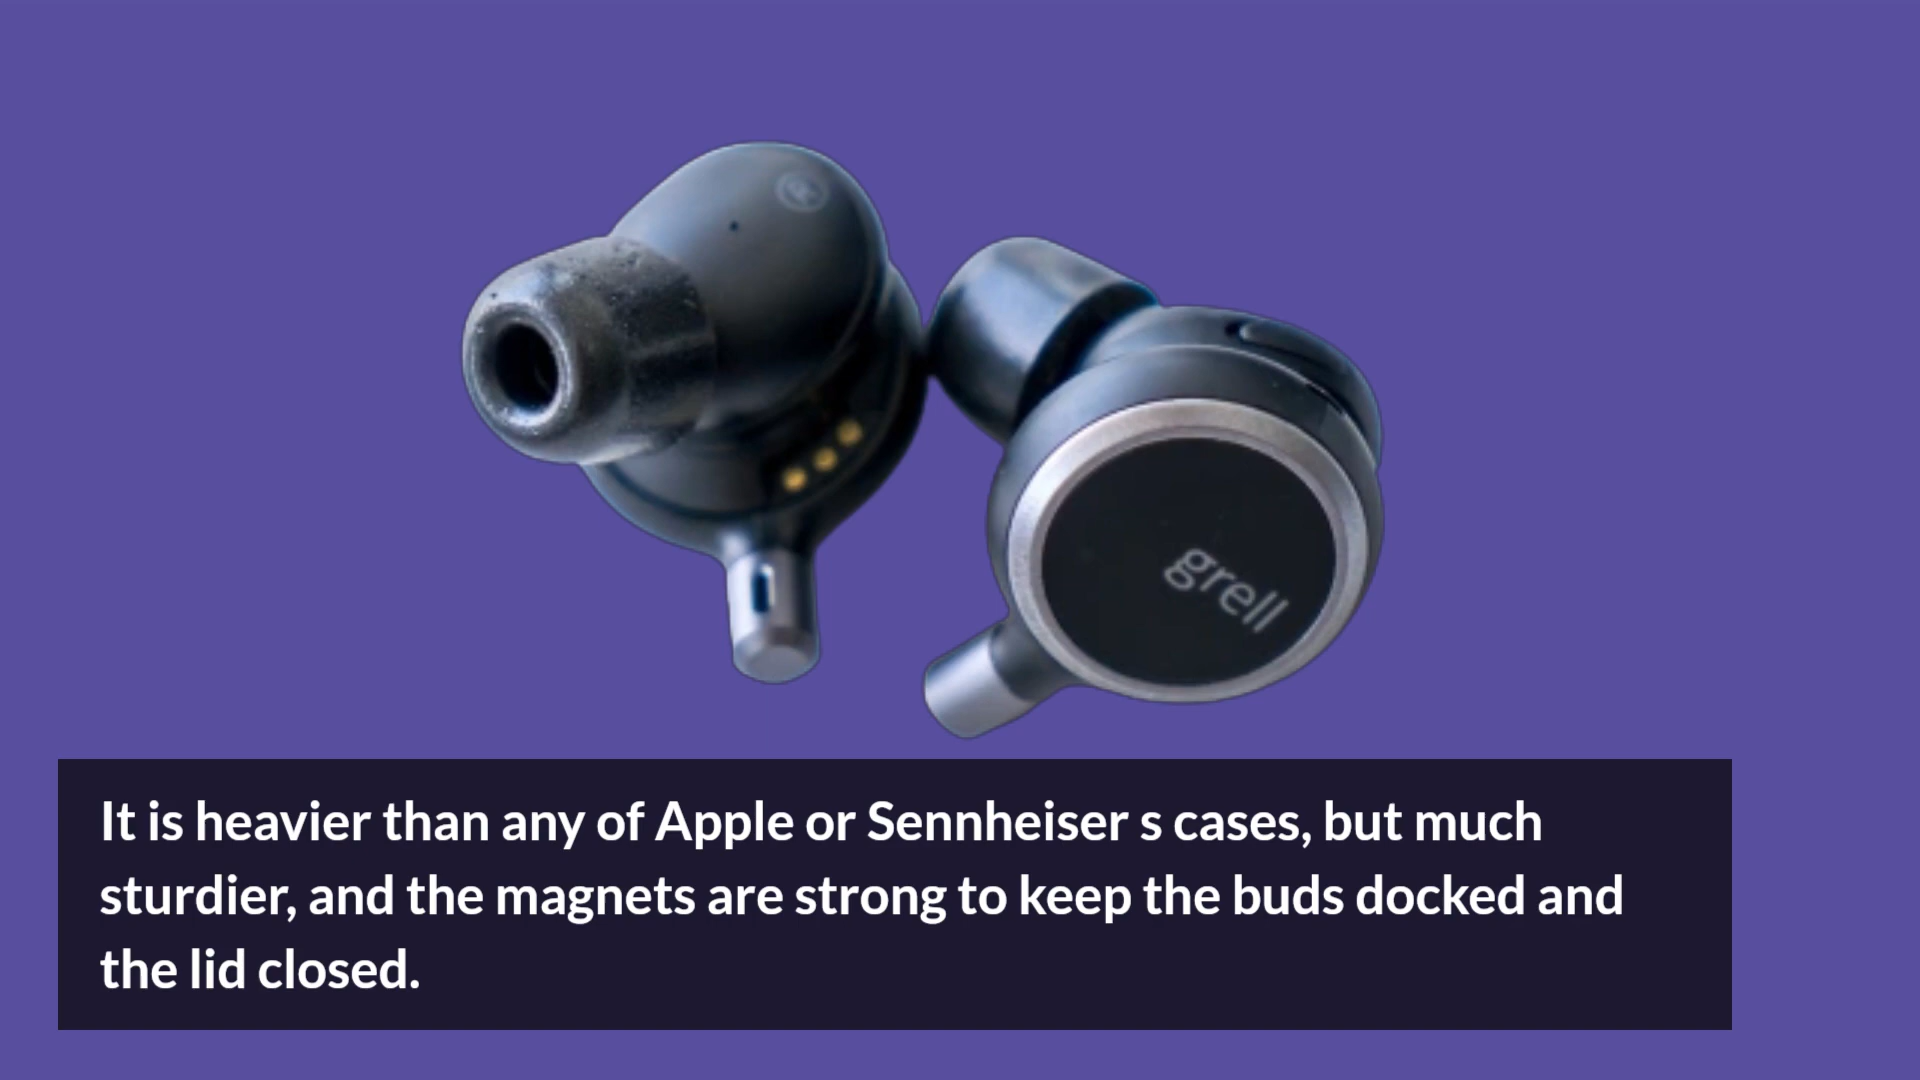 grell
It is heavier than any of Apple or Sennheiser s cases, but much
sturdier, and the magnets are strong to keep the buds docked and
the lid closed.